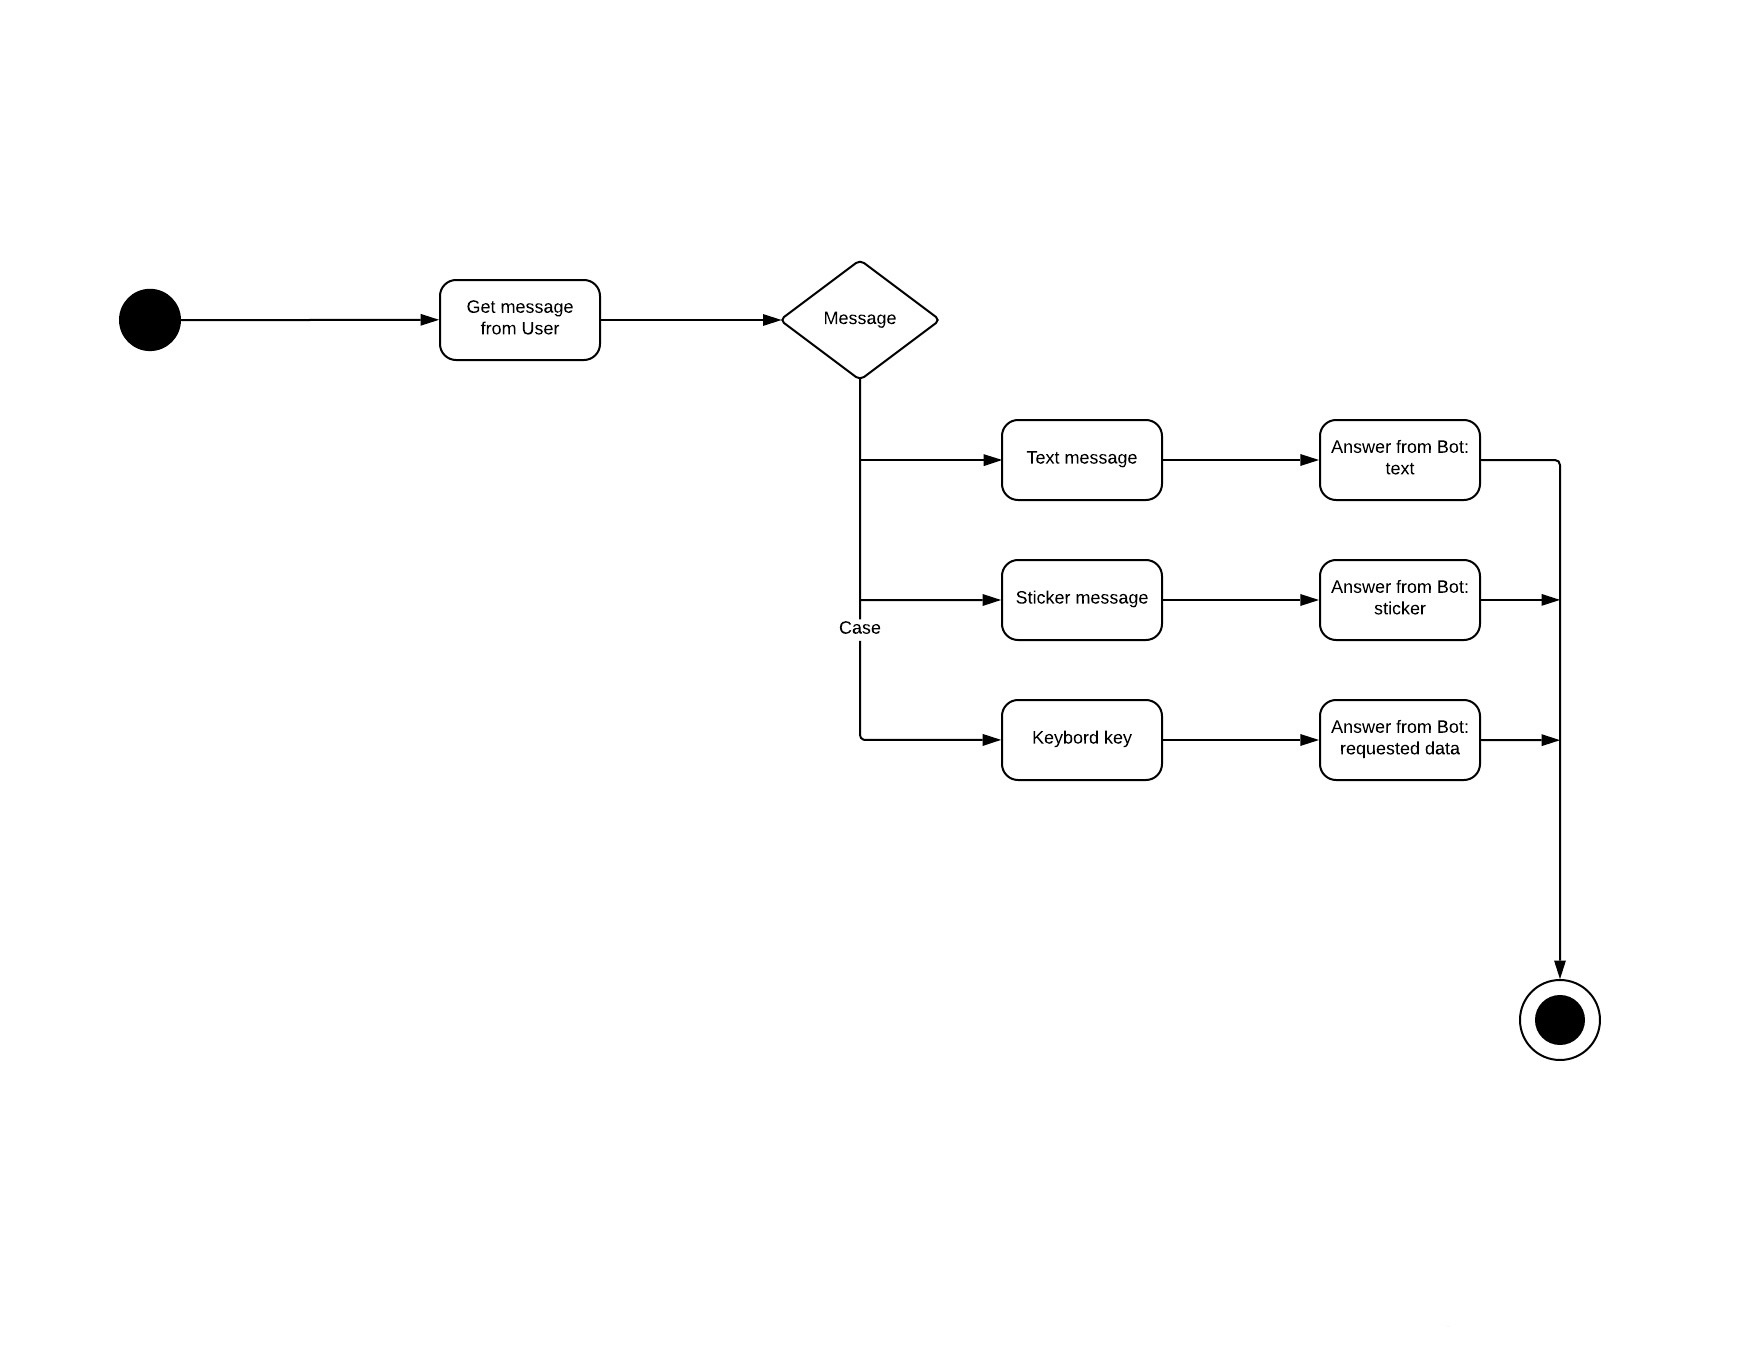 Get message
from User
Message
Text message
Answer from Bot:
text
Sticker message
Answer from Bot:
sticker
Case
Keybord key
Answer from Bot:
requested data